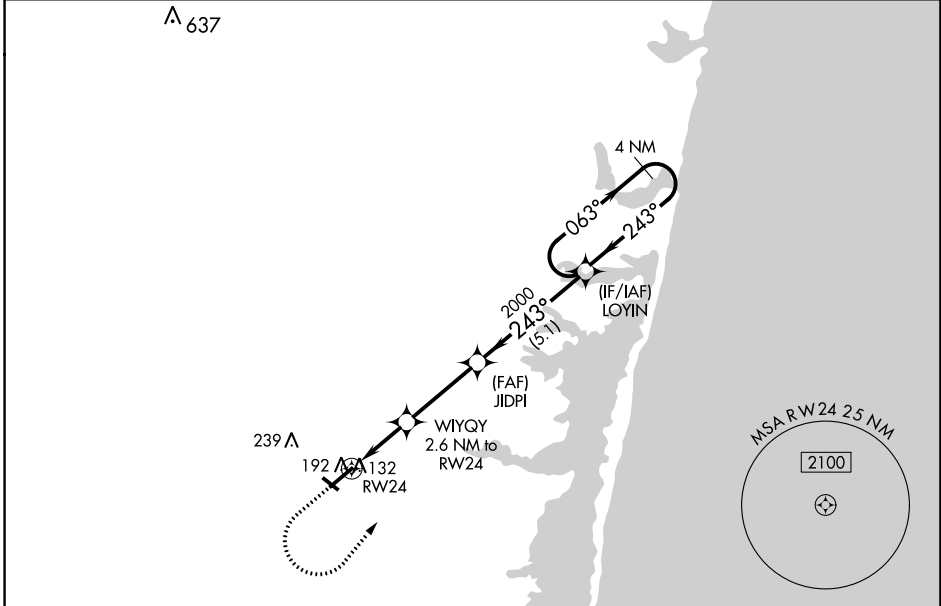 637
4 NM
063°
243°
(IF/IAF)
LOYIN
2000
243°
(5.1)
(FAF)
JIDPI
WIYQY
2.6 NM to
RW24
239
192
132
RW24
MSA RW24 25 NM
2100